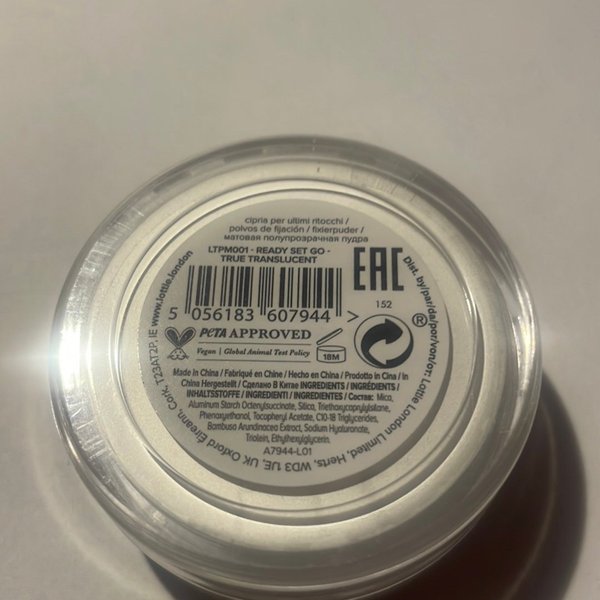 cipria per ultimi ritocchi /
polvos de fijación / fixierpuder /
матовая полупрозрачная пудра
LTPM001 - READY SET GO -
TRUE TRANSLUCENT
EAC
152
5 056183 607944 >
PETA APPROVED
Vegan | Global Animal Test Policy
18M
®
Made in China / Fabriqué en Chine / Hecho en China / Prodotto in Cina / In
China Hergestellt / Сделано В Китае INGREDIENTS / INGRÉDIENTS /
INHALTSSTOFFE / INGREDIENTI / INGREDIENTES / Состав: Mica,
Aluminum Starch Octenylsuccinate, Silica, Triethoxycaprylylsilane,
Phenoxyethanol, Tocopheryl Acetate, C10-18 Triglycerides,
Bambusa Arundinacea Extract, Sodium Hyaluronate,
Triolein, Ethylhexylglycerin.
A7944-L01
Dist. by/par/da/por/von/от: Lottie London Limited, Herts, WD3 1JE, UK Oxford Éireann, Cork, T23AT2P, IE www.lottie.london